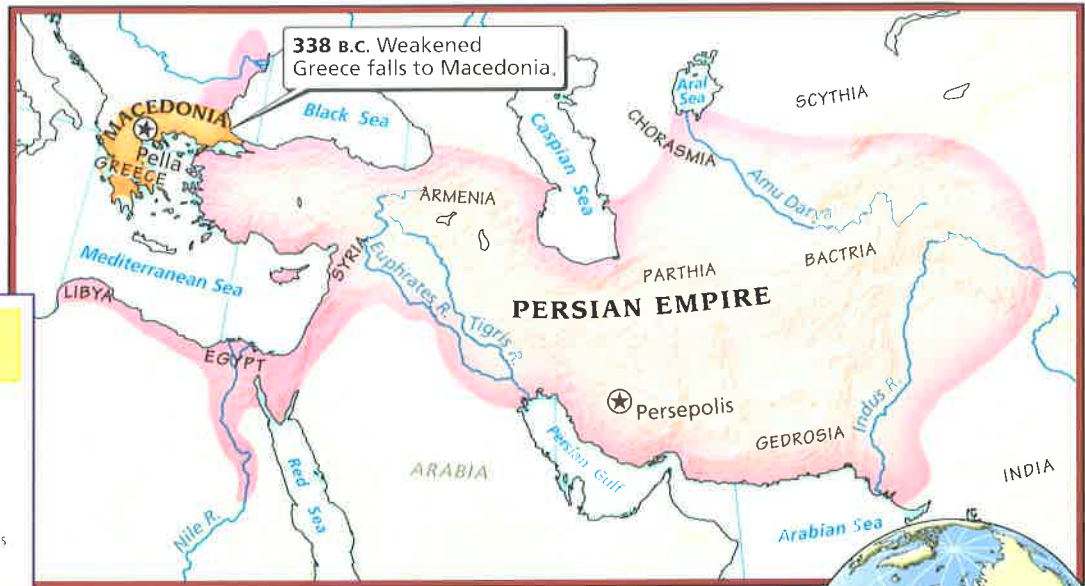 338 B.C. Weakened
Greece falls to Macedonia.
MACEDONIA
Pella
GREECE
Black Sea
Caspian Sea
Aral
Sea
SCYTHIA
CHORASMIA
Amu Darya
ARMENIA
Mediterranean Sea
SYRIA
Euphrates R.
Tigris R.
PARTHIA
BACTRIA
PERSIAN EMPIRE
LIBYA
EGYPT
Persepolis
Indus R.
GEDROSIA
INDIA
ARABIA
Persian Gulf
Red
Sea
Nile R.
Arabian Sea
s